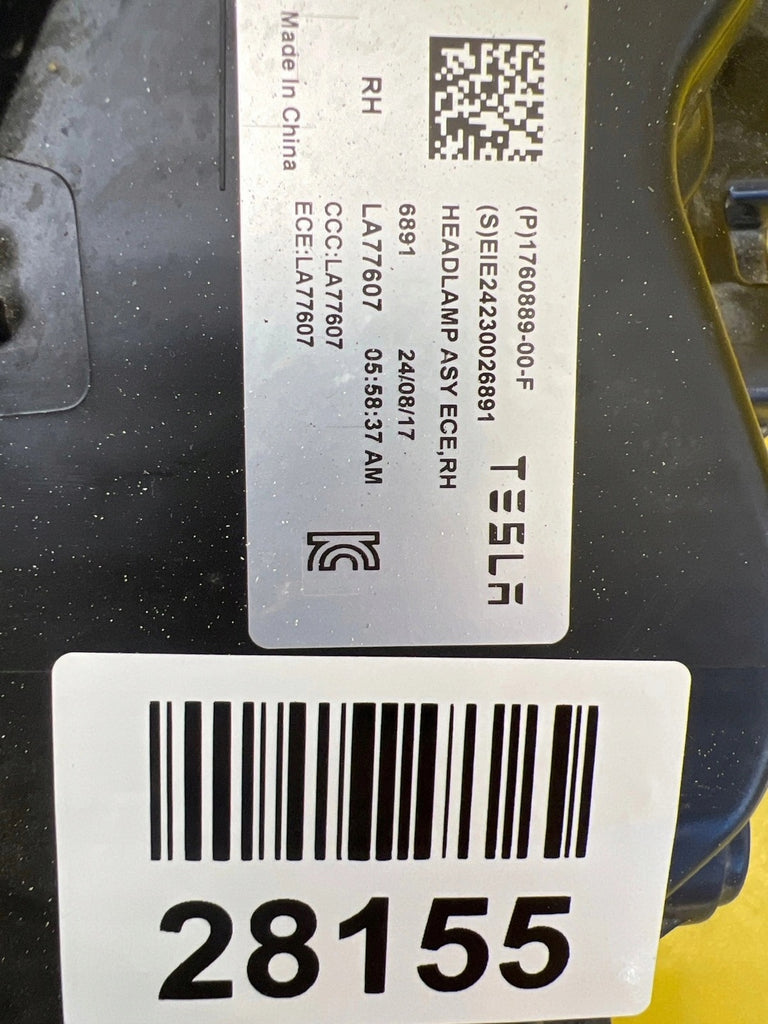 (P)1760889-00-F
TESLA
(S)EIE24230026891
HEADLAMP ASY ECE,RH
6891 24/08/17
RH LA77607 05:58:37 AM
CCC:LA77607
ECE:LA77607
Made In China
28155